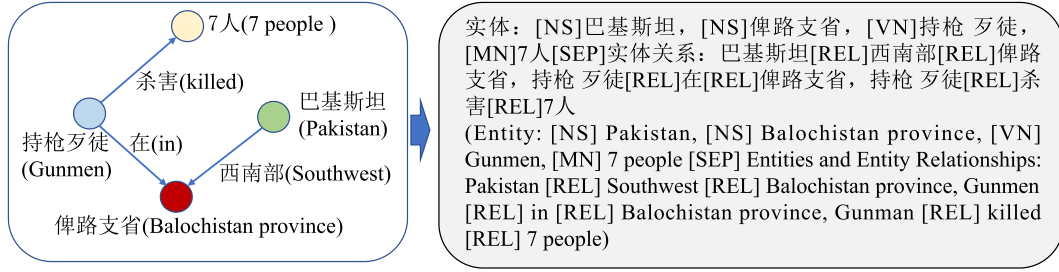 7人(7 people )
杀害(killed)
巴基斯坦
(Pakistan)
持枪歹徒
(Gunmen)
在(in)
西南部(Southwest)
俾路支省(Balochistan province)
实体：[NS]巴基斯坦，[NS]俾路支省，[VN]持枪 歹徒，
[MN]7人[SEP]实体关系：巴基斯坦[REL]西南部[REL]俾路
支省，持枪 歹徒[REL]在[REL]俾路支省，持枪 歹徒[REL]杀
害[REL]7人
(Entity: [NS] Pakistan, [NS] Balochistan province, [VN]
Gunmen, [MN] 7 people [SEP] Entities and Entity Relationships:
Pakistan [REL] Southwest [REL] Balochistan province, Gunmen
[REL] in [REL] Balochistan province, Gunman [REL] killed
[REL] 7 people)